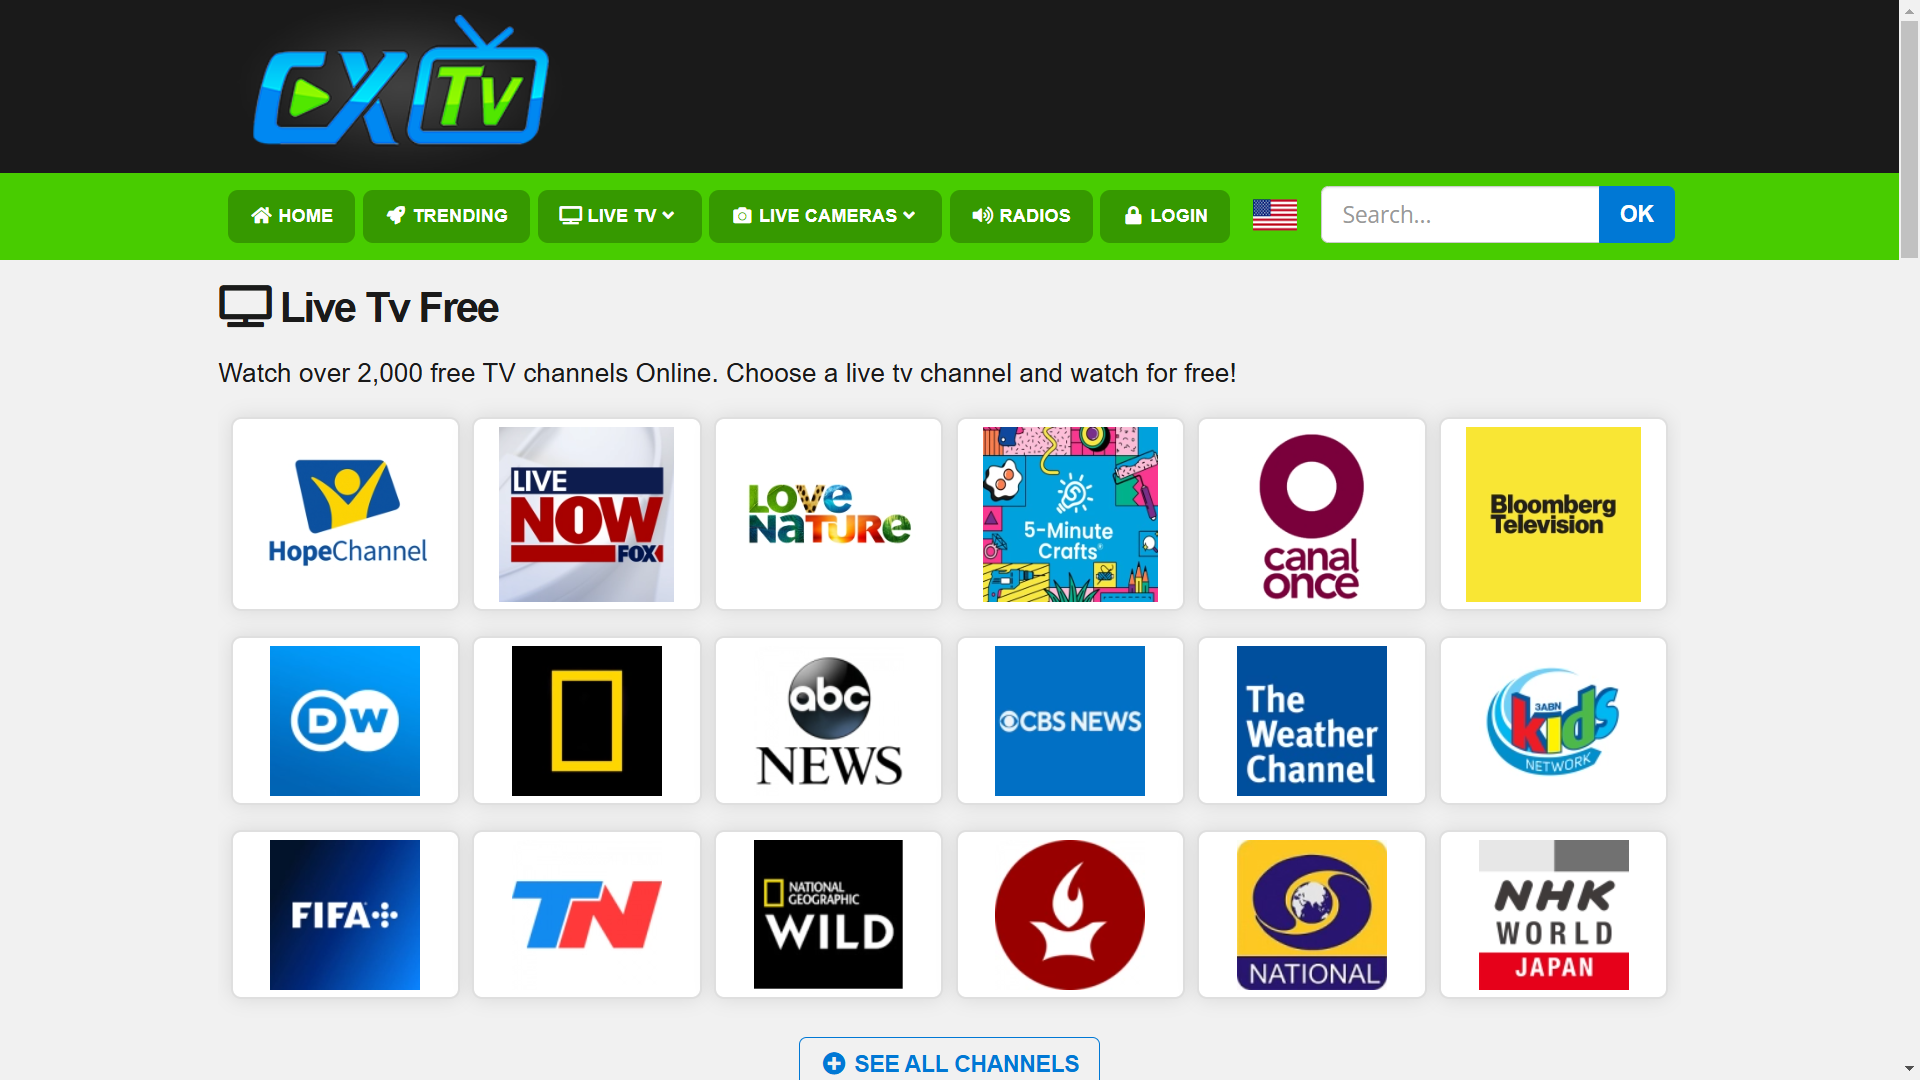 CXTv
HOME
TRENDING
LIVE TV
LIVE CAMERAS
RADIOS
LOGIN
Search...
OK
Live Tv Free
Watch over 2,000 free TV channels Online. Choose a live tv channel and watch for free!
HopeChannel
LIVE
NOW
FOX
LOVE
NaTURe
5-Minute
Crafts®
canal
once
Bloomberg
Television
DW
abc
NEWS
CBS NEWS
The
Weather
Channel
3ABN
kids
NETWORK
FIFA+
TN
NATIONAL
GEOGRAPHIC
WILD
NATIONAL
NHK
WORLD
JAPAN
SEE ALL CHANNELS